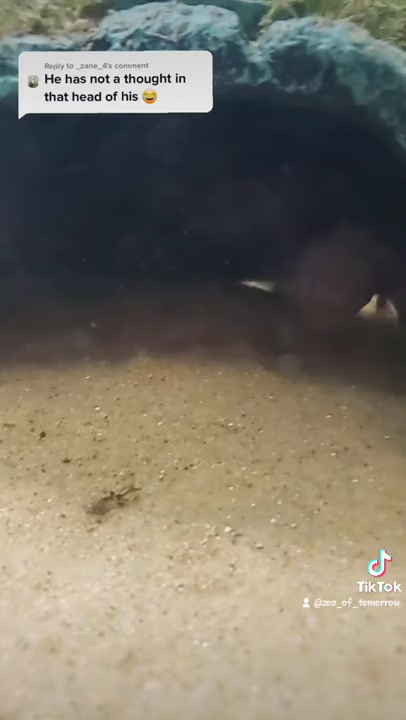 Reply to _zane_4's comment
He has not a thought in
that head of his 😂
TikTok
@zoo_of_tomorrow